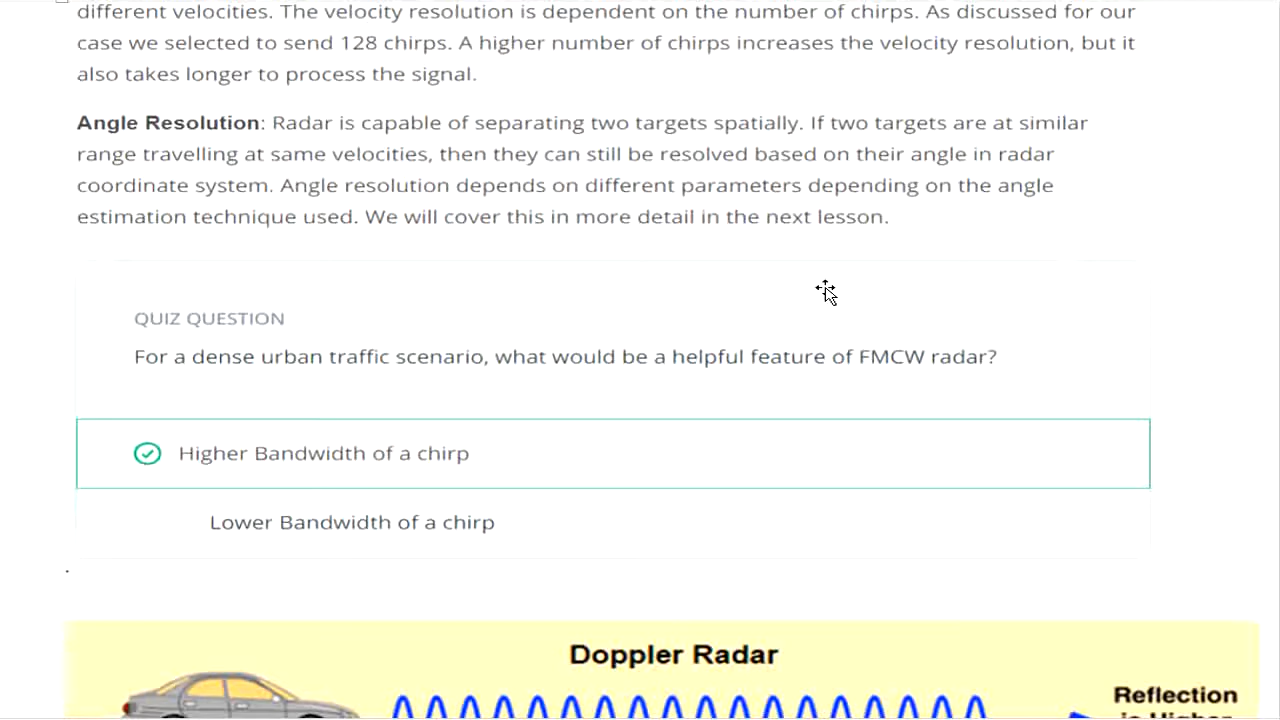 different velocities. The velocity resolution is dependent on the number of chirps. As discussed for our
case we selected to send 128 chirps. A higher number of chirps increases the velocity resolution, but it
also takes longer to process the signal.
Angle Resolution: Radar is capable of separating two targets spatially. If two targets are at similar
range travelling at same velocities, then they can still be resolved based on their angle in radar
coordinate system. Angle resolution depends on different parameters depending on the angle
estimation technique used. We will cover this in more detail in the next lesson.
QUIZ QUESTION
For a dense urban traffic scenario, what would be a helpful feature of FMCW radar?
Higher Bandwidth of a chirp
Lower Bandwidth of a chirp
.
Doppler Radar
Reflection
is Higher